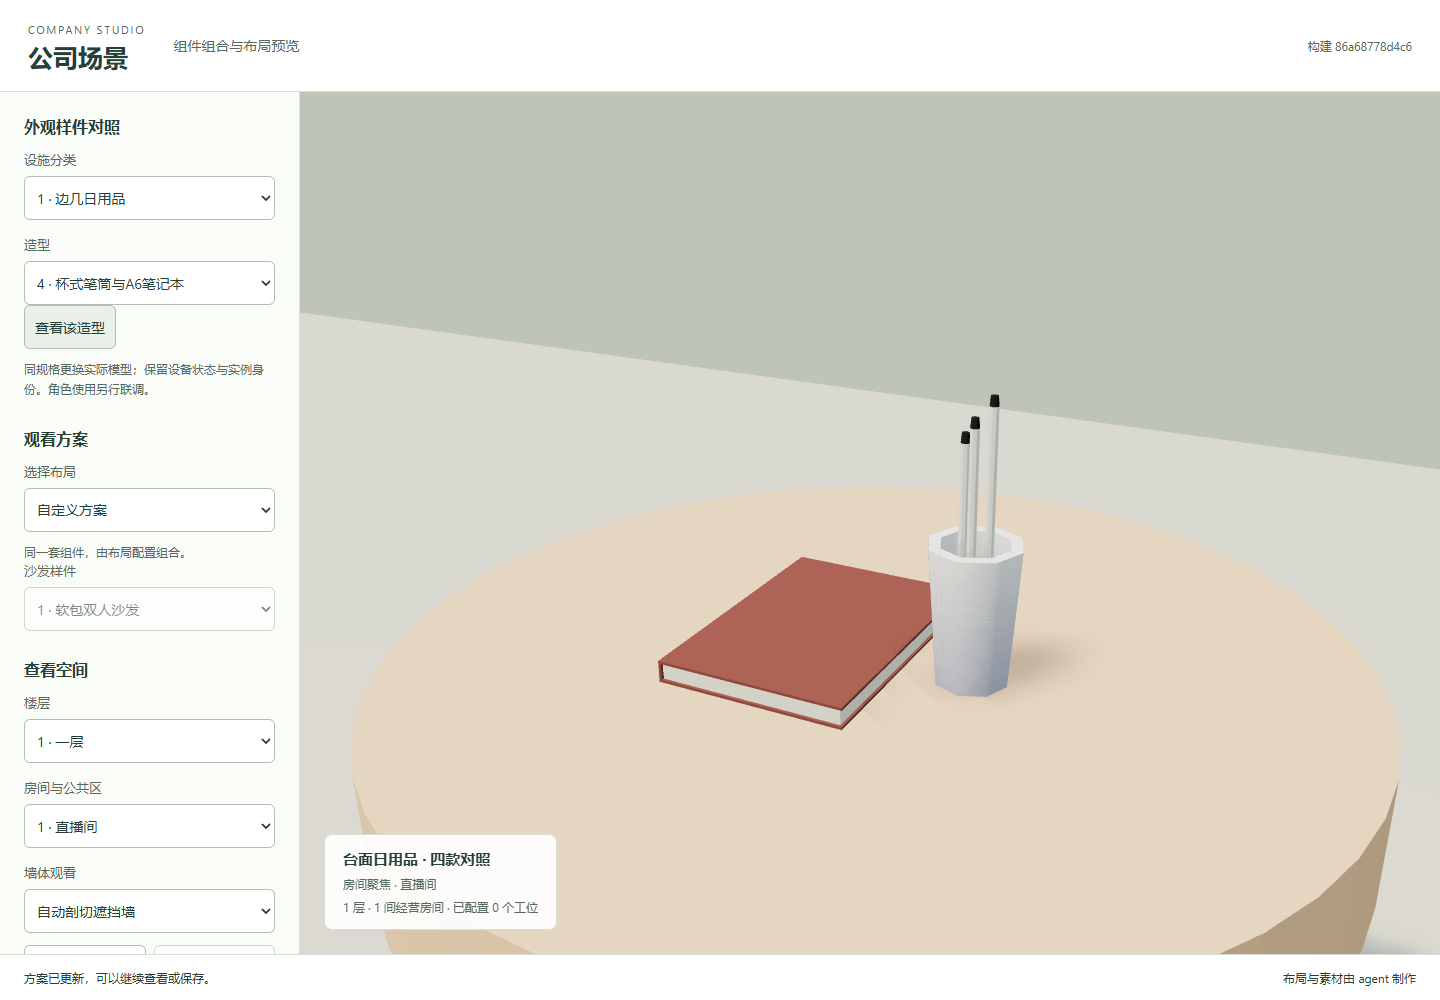 COMPANY STUDIO
公司场景
组件组合与布局预览
构建 86a68778d4c6
外观样件对照
设施分类
1 · 边几日用品
造型
4 · 杯式笔筒与A6笔记本
查看该造型
同规格更换实际模型；保留设备状态与实例身
份。角色使用另行联调。
观看方案
选择布局
自定义方案
同一套组件，由布局配置组合。
沙发样件
1 · 软包双人沙发
查看空间
楼层
1 · 一层
房间与公共区
1 · 直播间
墙体观看
自动剖切遮挡墙
台面日用品 · 四款对照
房间聚焦 · 直播间
1 层 · 1 间经营房间 · 已配置 0 个工位
方案已更新，可以继续查看或保存。
布局与素材由 agent 制作